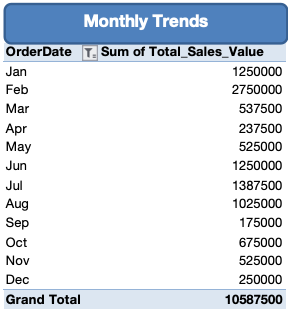 Monthly Trends
OrderDate Sum of Total_Sales_Value
Jan 1250000
Feb 2750000
Mar 537500
Apr 237500
May 525000
Jun 1250000
Jul 1387500
Aug 1025000
Sep 175000
Oct 675000
Nov 525000
Dec 250000
Grand Total 10587500